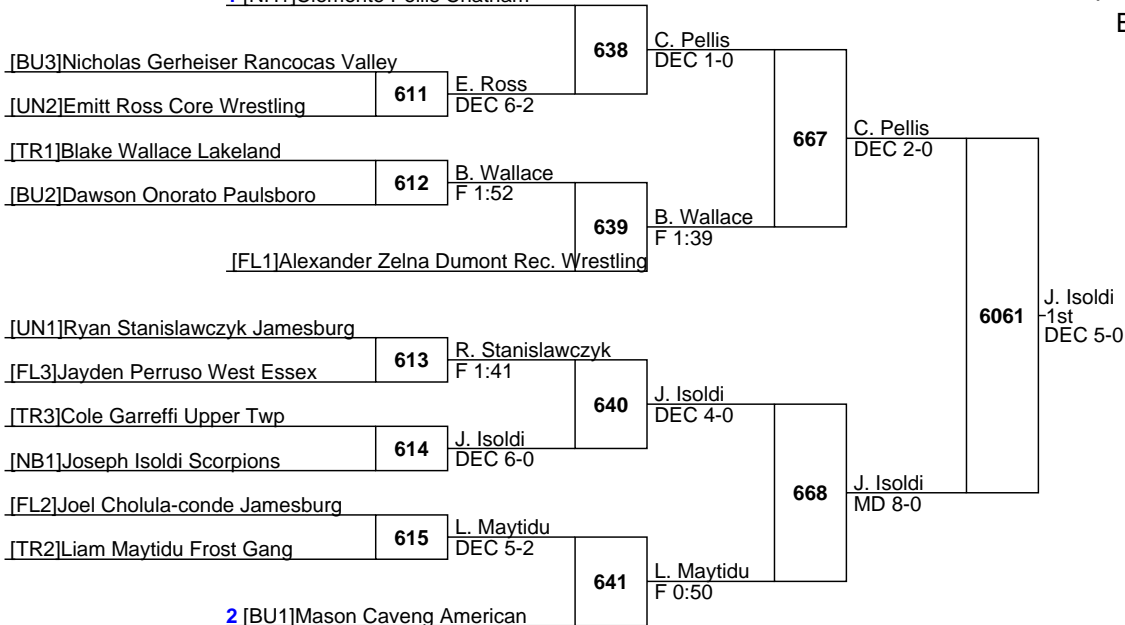 638
C. Pellis
DEC 1-0
[BU3]Nicholas Gerheiser Rancocas Valley
611
E. Ross
DEC 6-2
[UN2]Emitt Ross Core Wrestling
667
C. Pellis
DEC 2-0
[TR1]Blake Wallace Lakeland
612
B. Wallace
F 1:52
[BU2]Dawson Onorato Paulsboro
639
B. Wallace
F 1:39
[FL1]Alexander Zelna Dumont Rec. Wrestling
6061
J. Isoldi
1st
DEC 5-0
[UN1]Ryan Stanislawczyk Jamesburg
613
R. Stanislawczyk
F 1:41
[FL3]Jayden Perruso West Essex
640
J. Isoldi
DEC 4-0
[TR3]Cole Garreffi Upper Twp
614
J. Isoldi
DEC 6-0
[NB1]Joseph Isoldi Scorpions
668
J. Isoldi
MD 8-0
[FL2]Joel Cholula-conde Jamesburg
615
L. Maytidu
DEC 5-2
[TR2]Liam Maytidu Frost Gang
641
L. Maytidu
F 0:50
2 [BU1]Mason Caveng American